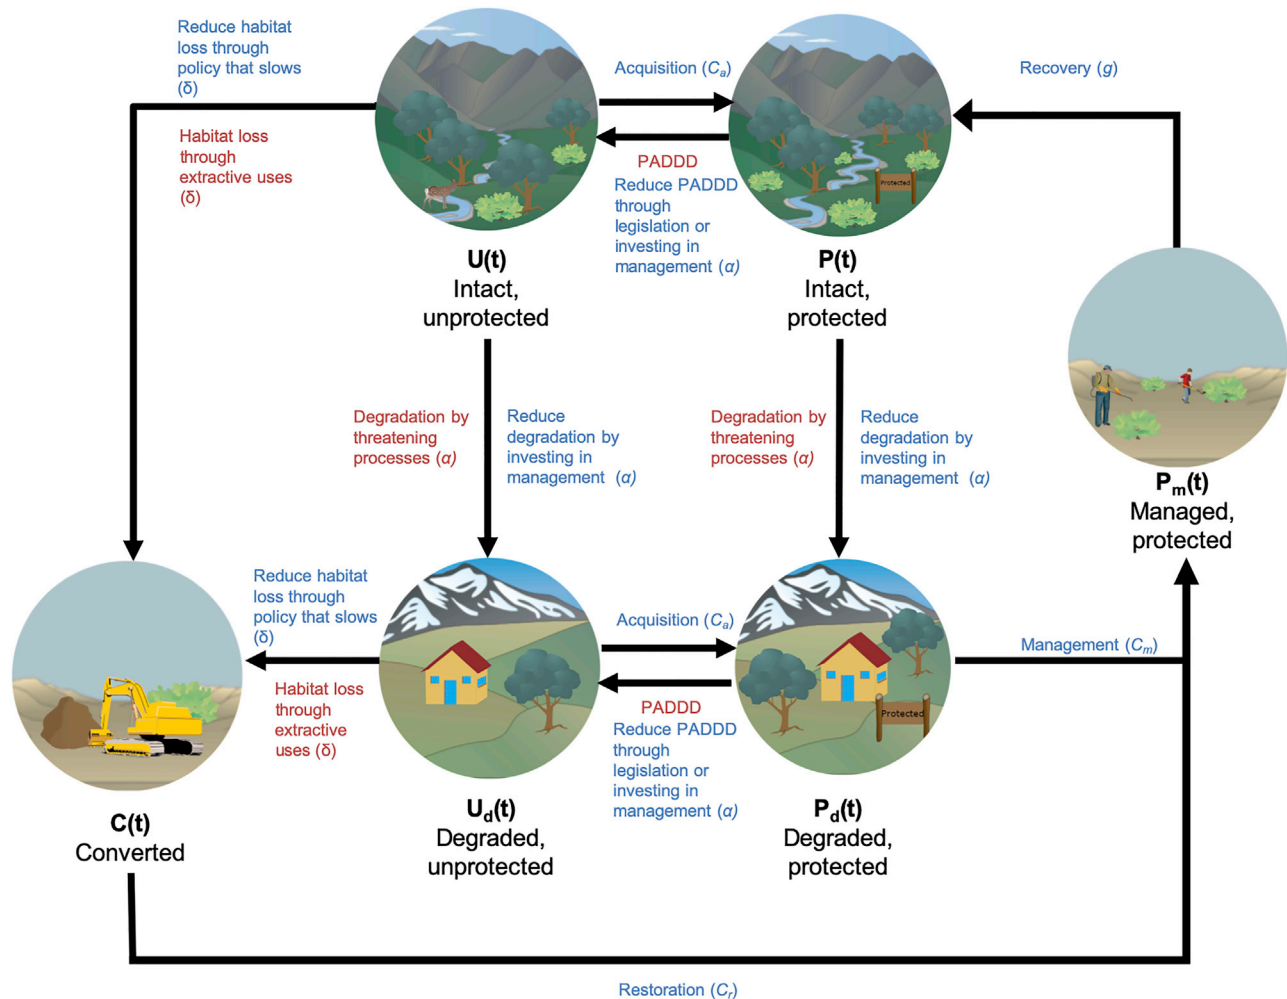 Reduce habitat
loss through
policy that slows
(δ)
Habitat loss
through
extractive uses
(δ)
Acquisition (Cₐ)
PADDD
Reduce PADDD
through
legislation or
investing in
management (α)
Recovery (g)
Protected
U(t)
Intact,
unprotected
P(t)
Intact,
protected
Degradation by
threatening
processes (α)
Reduce
degradation by
investing in
management (α)
Degradation by
threatening
processes (α)
Reduce
degradation by
investing in
management (α)
Pₘ(t)
Managed,
protected
Reduce habitat
loss through
policy that slows
(δ)
Habitat loss
through
extractive
uses (δ)
Acquisition (Cₐ)
PADDD
Reduce PADDD
through
legislation or
investing in
management (α)
Protected
Management (Cₘ)
C(t)
Converted
U_d(t)
Degraded,
unprotected
P_d(t)
Degraded,
protected
Restoration (Cᵣ)